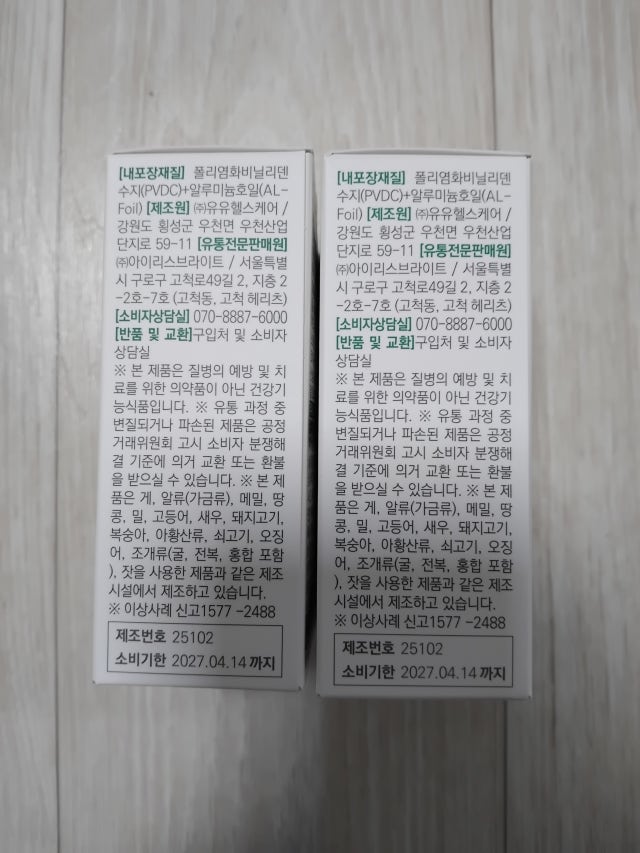 [내포장재질] 폴리염화비닐리덴
수지(PVDC)+알루미늄호일(AL-
Foil) [제조원] ㈜유유헬스케어 /
강원도 횡성군 우천면 우천산업
단지로 59-11 [유통전문판매원]
㈜아이리스브라이트 / 서울특별
시 구로구 고척로49길 2, 지층 2
-2호-7호 (고척동, 고척 헤리츠)
[소비자상담실] 070-8887-6000
[반품 및 교환]구입처 및 소비자
상담실
※ 본 제품은 질병의 예방 및 치
료를 위한 의약품이 아닌 건강기
능식품입니다. ※ 유통 과정 중
변질되거나 파손된 제품은 공정
거래위원회 고시 소비자 분쟁해
결 기준에 의거 교환 또는 환불
을 받으실 수 있습니다. ※ 본 제
품은 게, 알류(가금류), 메밀, 땅
콩, 밀, 고등어, 새우, 돼지고기,
복숭아, 아황산류, 쇠고기, 오징
어, 조개류(굴, 전복, 홍합 포함
), 잣을 사용한 제품과 같은 제조
시설에서 제조하고 있습니다.
※ 이상사례 신고1577 -2488
제조번호 25102
소비기한 2027.04.14 까지
[내포장재질] 폴리염화비닐리덴
수지(PVDC)+알루미늄호일(AL-
Foil) [제조원] ㈜유유헬스케어 /
강원도 횡성군 우천면 우천산업
단지로 59-11 [유통전문판매원]
㈜아이리스브라이트 / 서울특별
시 구로구 고척로49길 2, 지층 2
-2호-7호 (고척동, 고척 헤리츠)
[소비자상담실] 070-8887-6000
[반품 및 교환]구입처 및 소비자
상담실
※ 본 제품은 질병의 예방 및 치
료를 위한 의약품이 아닌 건강기
능식품입니다. ※ 유통 과정 중
변질되거나 파손된 제품은 공정
거래위원회 고시 소비자 분쟁해
결 기준에 의거 교환 또는 환불
을 받으실 수 있습니다. ※ 본 제
품은 게, 알류(가금류), 메밀, 땅
콩, 밀, 고등어, 새우, 돼지고기,
복숭아, 아황산류, 쇠고기, 오징
어, 조개류(굴, 전복, 홍합 포함
), 잣을 사용한 제품과 같은 제조
시설에서 제조하고 있습니다.
※ 이상사례 신고1577 -2488
제조번호 25102
소비기한 2027.04.14 까지